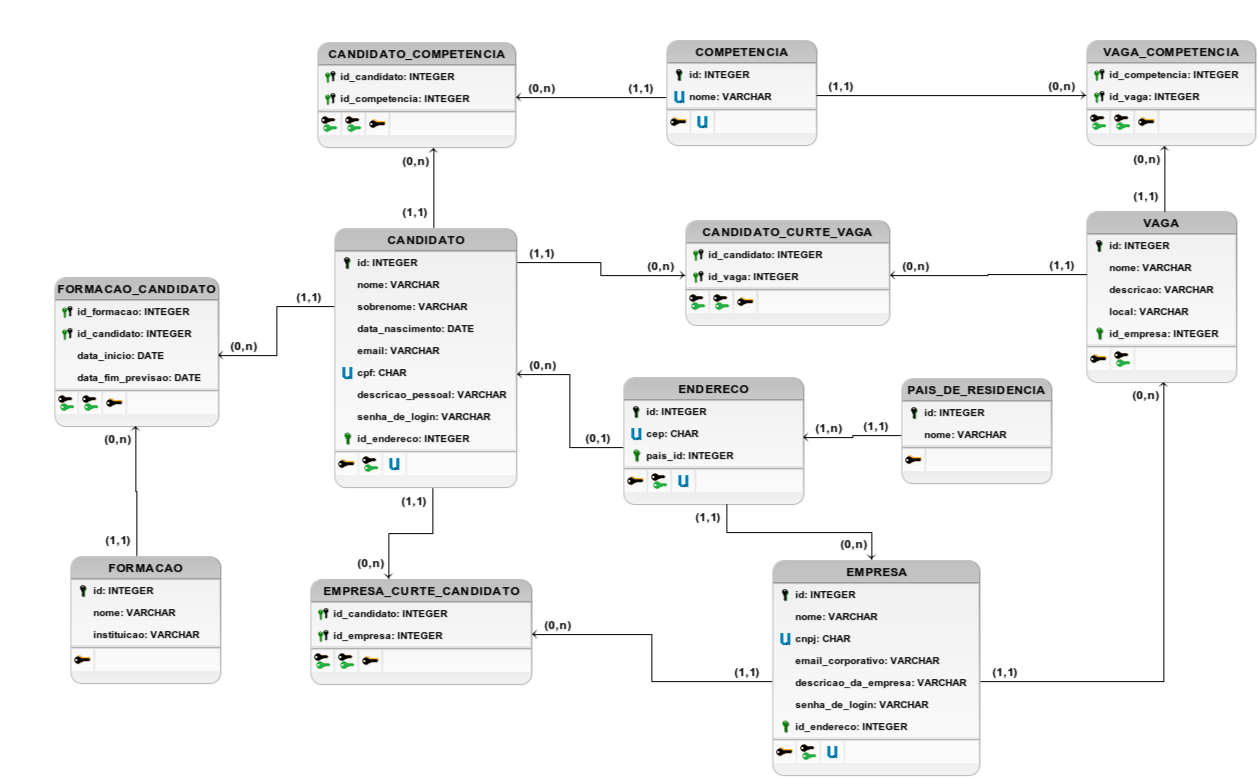 CANDIDATO_COMPETENCIA
id_candidato: INTEGER
id_competencia: INTEGER
(0,n)
(1,1)
COMPETENCIA
id: INTEGER
U nome: VARCHAR
U
(1,1)
(0,n)
VAGA_COMPETENCIA
id_competencia: INTEGER
id_vaga: INTEGER
(0,n)
(1,1)
(0,n)
(1,1)
CANDIDATO
id: INTEGER
nome: VARCHAR
sobrenome: VARCHAR
data_nascimento: DATE
email: VARCHAR
U cpf: CHAR
descricao_pessoal: VARCHAR
senha_de_login: VARCHAR
id_endereco: INTEGER
U
(1,1)
(0,n)
CANDIDATO_CURTE_VAGA
id_candidato: INTEGER
id_vaga: INTEGER
(0,n)
(1,1)
VAGA
id: INTEGER
nome: VARCHAR
descricao: VARCHAR
local: VARCHAR
id_empresa: INTEGER
(0,n)
FORMACAO_CANDIDATO
id_formacao: INTEGER
id_candidato: INTEGER
data_inicio: DATE
data_fim_previsao: DATE
(1,1)
(0,n)
(0,n)
(1,1)
(0,n)
(0,1)
ENDERECO
id: INTEGER
U cep: CHAR
pais_id: INTEGER
U
(1,n)
(1,1)
PAIS_DE_RESIDENCIA
id: INTEGER
nome: VARCHAR
(1,1)
(0,n)
(1,1)
(0,n)
FORMACAO
id: INTEGER
nome: VARCHAR
instituicao: VARCHAR
EMPRESA_CURTE_CANDIDATO
id_candidato: INTEGER
id_empresa: INTEGER
(0,n)
(1,1)
EMPRESA
id: INTEGER
nome: VARCHAR
U cnpj: CHAR
email_corporativo: VARCHAR
descricao_da_empresa: VARCHAR
senha_de_login: VARCHAR
id_endereco: INTEGER
U
(1,1)